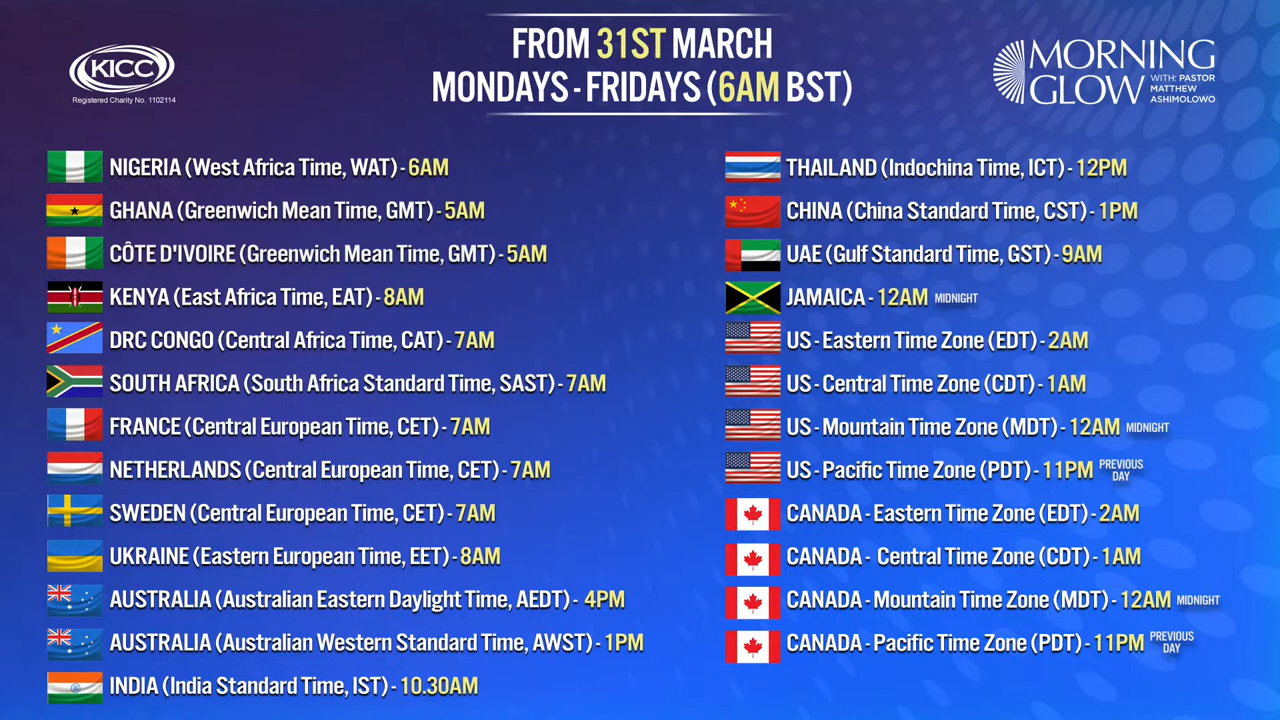 KICC
Registered Charity No. 1102114
FROM 31ST MARCH
MONDAYS - FRIDAYS (6AM BST)
MORNING
GLOW
WITH: PASTOR
MATTHEW
ASHIMOLOWO
NIGERIA (West Africa Time, WAT) - 6AM
GHANA (Greenwich Mean Time, GMT) - 5AM
CÔTE D'IVOIRE (Greenwich Mean Time, GMT) - 5AM
KENYA (East Africa Time, EAT) - 8AM
DRC CONGO (Central Africa Time, CAT) - 7AM
SOUTH AFRICA (South Africa Standard Time, SAST) - 7AM
FRANCE (Central European Time, CET) - 7AM
NETHERLANDS (Central European Time, CET) - 7AM
SWEDEN (Central European Time, CET) - 7AM
UKRAINE (Eastern European Time, EET) - 8AM
AUSTRALIA (Australian Eastern Daylight Time, AEDT) - 4PM
AUSTRALIA (Australian Western Standard Time, AWST) - 1PM
INDIA (India Standard Time, IST) - 10.30AM
THAILAND (Indochina Time, ICT) - 12PM
CHINA (China Standard Time, CST) - 1PM
UAE (Gulf Standard Time, GST) - 9AM
JAMAICA - 12AM MIDNIGHT
US - Eastern Time Zone (EDT) - 2AM
US - Central Time Zone (CDT) - 1AM
US - Mountain Time Zone (MDT) - 12AM MIDNIGHT
US - Pacific Time Zone (PDT) - 11PM PREVIOUS
DAY
CANADA - Eastern Time Zone (EDT) - 2AM
CANADA - Central Time Zone (CDT) - 1AM
CANADA - Mountain Time Zone (MDT) - 12AM MIDNIGHT
CANADA - Pacific Time Zone (PDT) - 11PM PREVIOUS
DAY